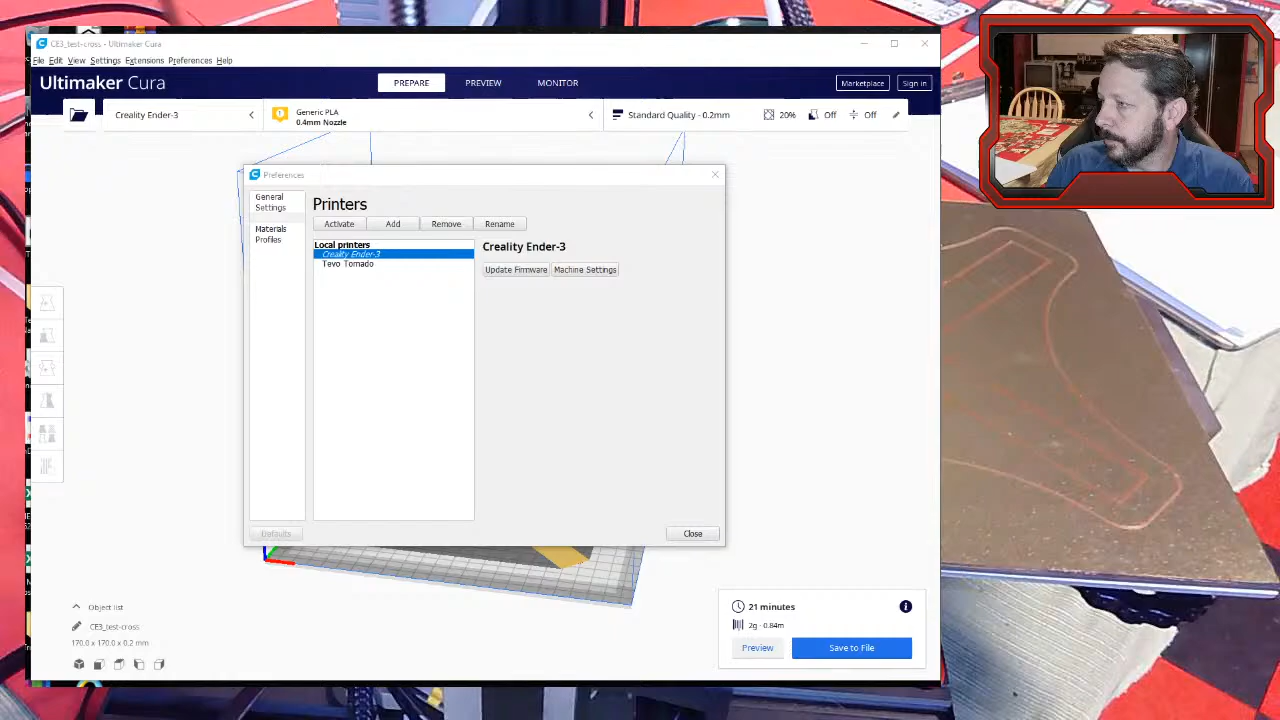 CE3_test-cross - Ultimaker Cura
File Edit View Settings Extensions Preferences Help
Ultimaker Cura
PREPARE
PREVIEW
MONITOR
Marketplace
Sign in
Creality Ender-3
Generic PLA
0.4mm Nozzle
Standard Quality - 0.2mm
20%
Off
Off
Preferences
General
Settings
Materials
Profiles
Printers
Activate
Add
Remove
Rename
Local printers
Creality Ender-3
Tevo Tornado
Creality Ender-3
Update Firmware
Machine Settings
Defaults
Close
Object list
CE3_test-cross
170.0 x 170.0 x 0.2 mm
21 minutes
2g · 0.84m
Preview
Save to File